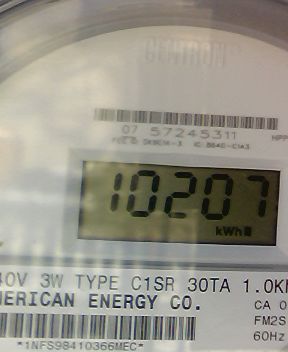 CENTRON
07 57245311
10207
kWh
40V 3W TYPE C1SR 30TA 1.0K
MERICAN ENERGY CO.
CA 0
FM2S
60Hz
*1NFS98410366MEC*